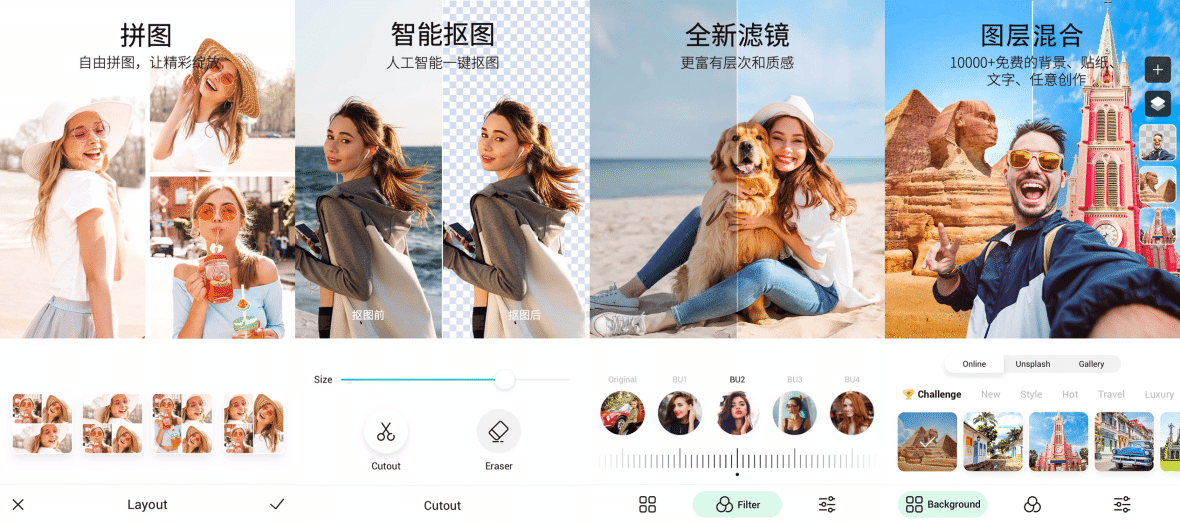 拼图
自由拼图，让精彩绽放
Layout
智能抠图
人工智能一键抠图
抠图前
抠图后
Size
Cutout
Eraser
Cutout
全新滤镜
更富有层次和质感
Original
BU1
BU2
BU3
BU4
Filter
图层混合
10000+免费的背景、贴纸、
文字、任意创作
Online
Unsplash
Gallery
Challenge
New
Style
Hot
Travel
Luxury
Background